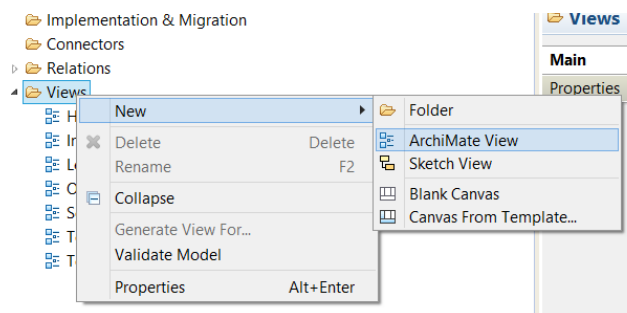 Implementation & Migration
Connectors
Relations
Views
H
In
L
O
S
T
T
New
Delete Delete
Rename F2
Collapse
Generate View For...
Validate Model
Properties Alt+Enter
Folder
ArchiMate View
Sketch View
Blank Canvas
Canvas From Template...
Views
Main
Properties